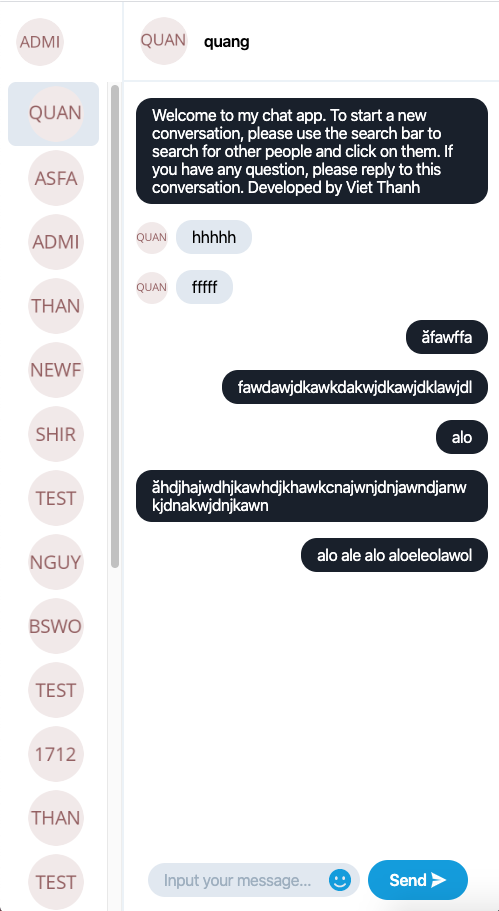 ADMI
QUAN
ASFA
ADMI
THAN
NEWF
SHIR
TEST
NGUY
BSWO
TEST
1712
THAN
TEST
QUAN quang
Welcome to my chat app. To start a new
conversation, please use the search bar to
search for other people and click on them. If
you have any question, please reply to this
conversation. Developed by Viet Thanh
QUAN hhhhh
QUAN fffff
ăfawffa
fawdawjdkawkdakwjdkawjdklawjdl
alo
ăhdjhajwdhjkawhdjkhawkcnajwnjdnjawndjanw
kjdnakwjdnjkawn
alo ale alo aloeleolawol
Input your message...
Send